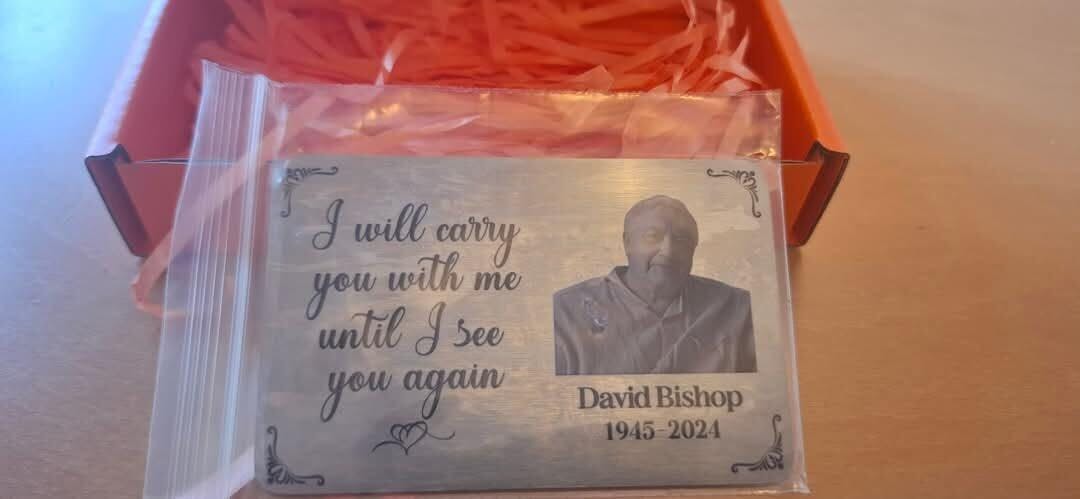 I will carry
you with me
until I see
you again
David Bishop
1945-2024